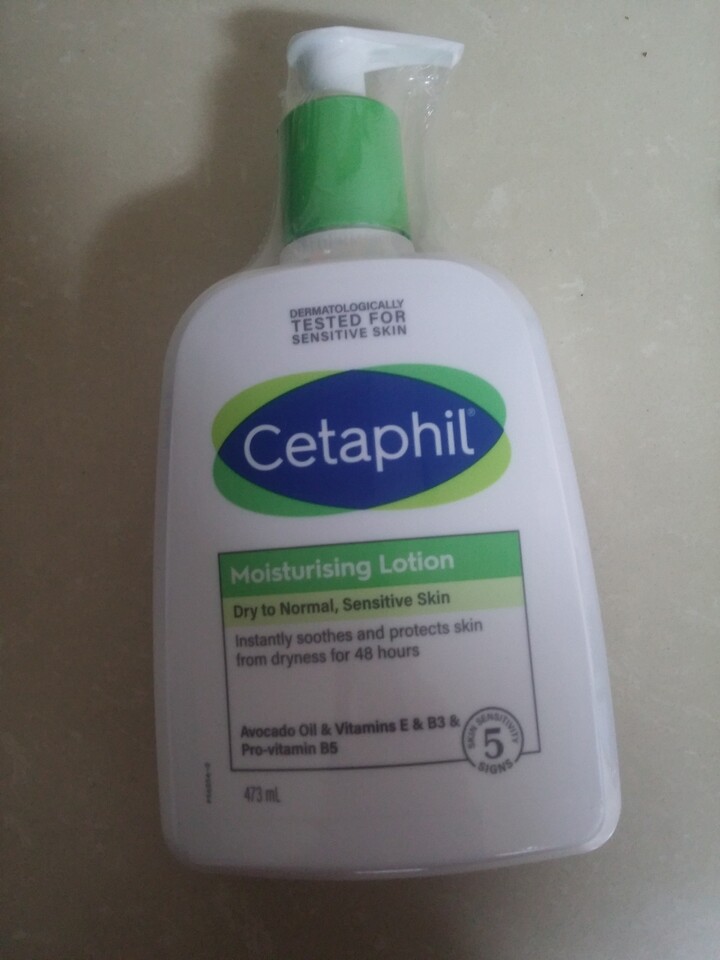 DERMATOLOGICALLY
TESTED FOR
SENSITIVE SKIN
Cetaphil®
Moisturising Lotion
Dry to Normal, Sensitive Skin
Instantly soothes and protects skin
from dryness for 48 hours
Avocado Oil & Vitamins E & B3 &
Pro-vitamin B5
SKIN SENSITIVITY
5
SIGNS
473 mL